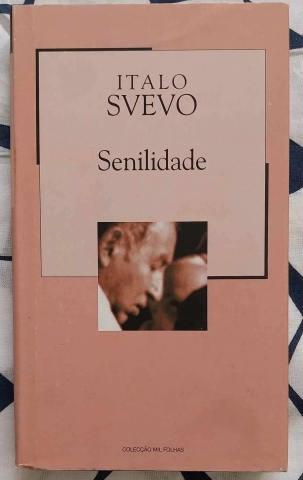 ITALO
SVEVO
Senilidade
COLECÇÃO MIL FOLHAS